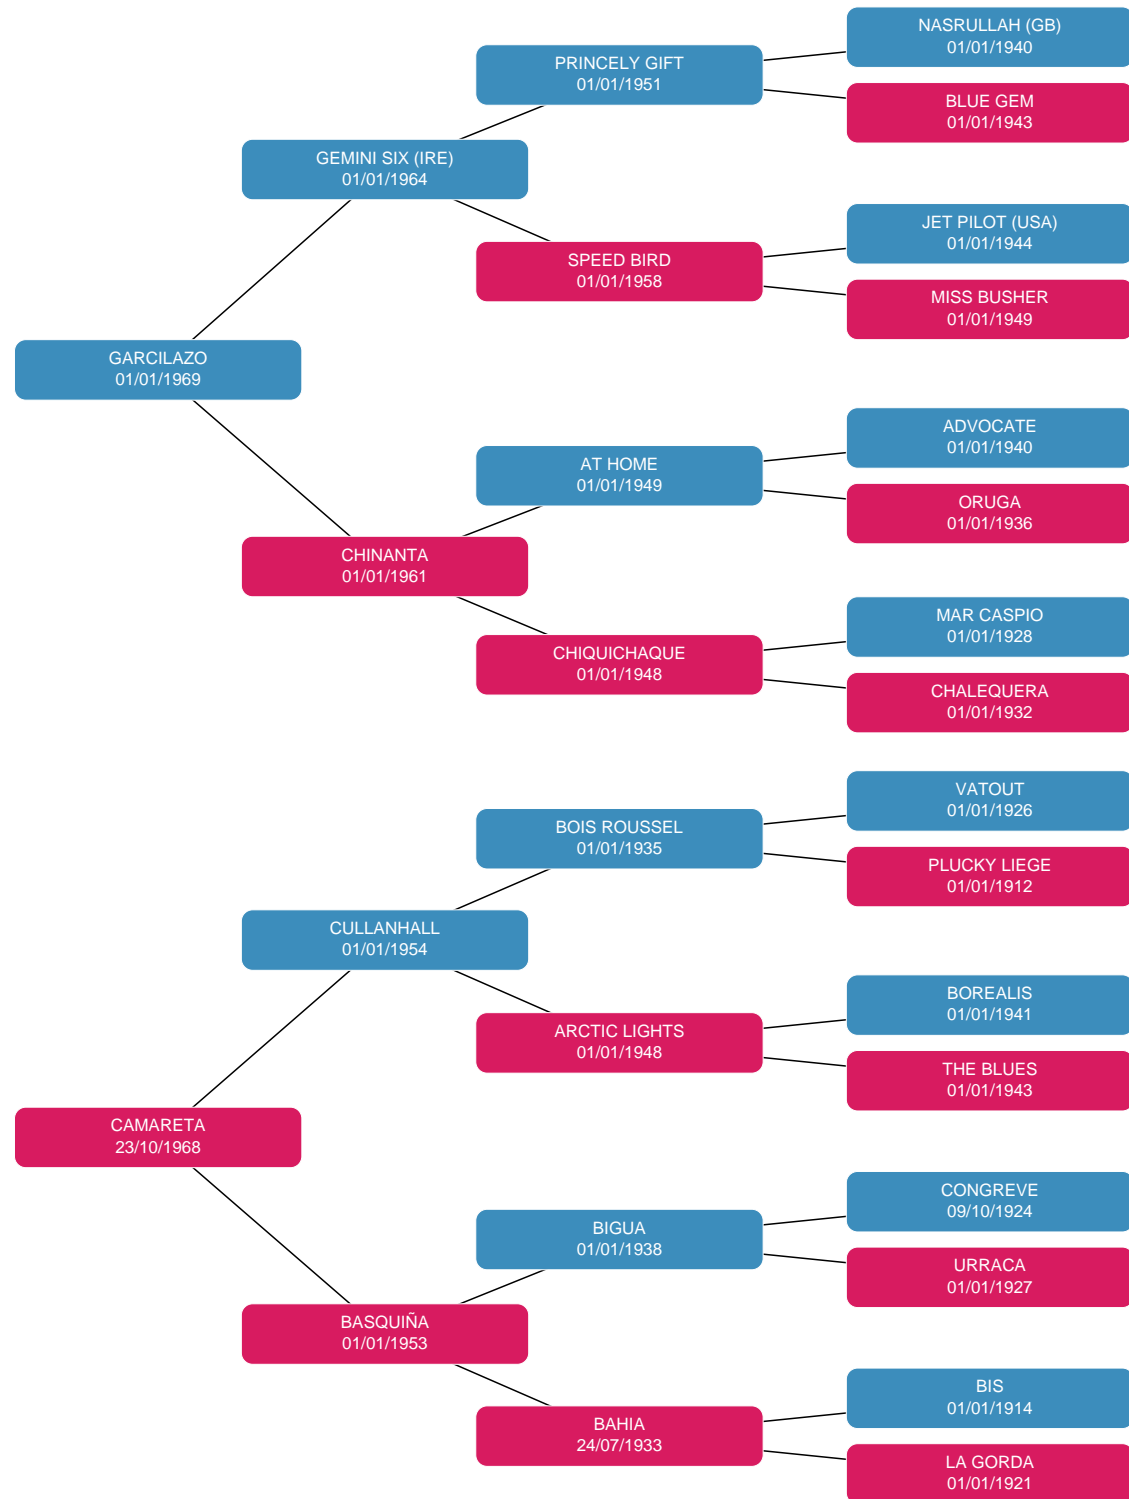 NASRULLAH (GB)
01/01/1940
PRINCELY GIFT
01/01/1951
BLUE GEM
01/01/1943
GEMINI SIX (IRE)
01/01/1964
JET PILOT (USA)
01/01/1944
SPEED BIRD
01/01/1958
MISS BUSHER
01/01/1949
GARCILAZO
01/01/1969
ADVOCATE
01/01/1940
AT HOME
01/01/1949
ORUGA
01/01/1936
CHINANTA
01/01/1961
MAR CASPIO
01/01/1928
CHIQUICHAQUE
01/01/1948
CHALEQUERA
01/01/1932
VATOUT
01/01/1926
BOIS ROUSSEL
01/01/1935
PLUCKY LIEGE
01/01/1912
CULLANHALL
01/01/1954
BOREALIS
01/01/1941
ARCTIC LIGHTS
01/01/1948
THE BLUES
01/01/1943
CAMARETA
23/10/1968
CONGREVE
09/10/1924
BIGUA
01/01/1938
URRACA
01/01/1927
BASQUIÑA
01/01/1953
BIS
01/01/1914
BAHIA
24/07/1933
LA GORDA
01/01/1921